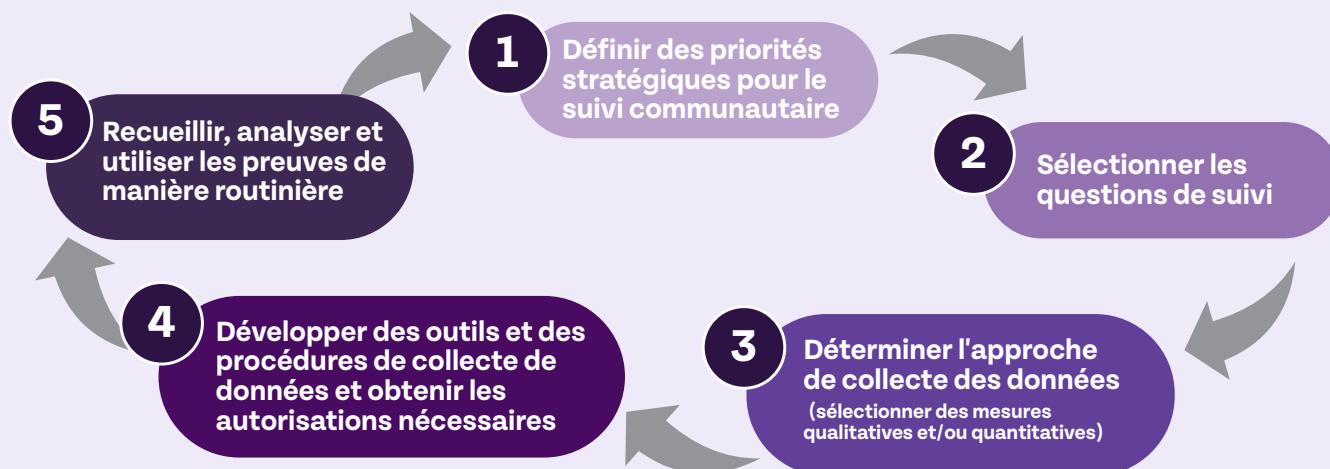 1
Définir des priorités
stratégiques pour le
suivi communautaire
2
Sélectionner les
questions de suivi
3
Déterminer l'approche
de collecte des données
(sélectionner des mesures
qualitatives et/ou quantitatives)
4
Développer des outils et des
procédures de collecte de
données et obtenir les
autorisations nécessaires
5
Recueillir, analyser et
utiliser les preuves de
manière routinière